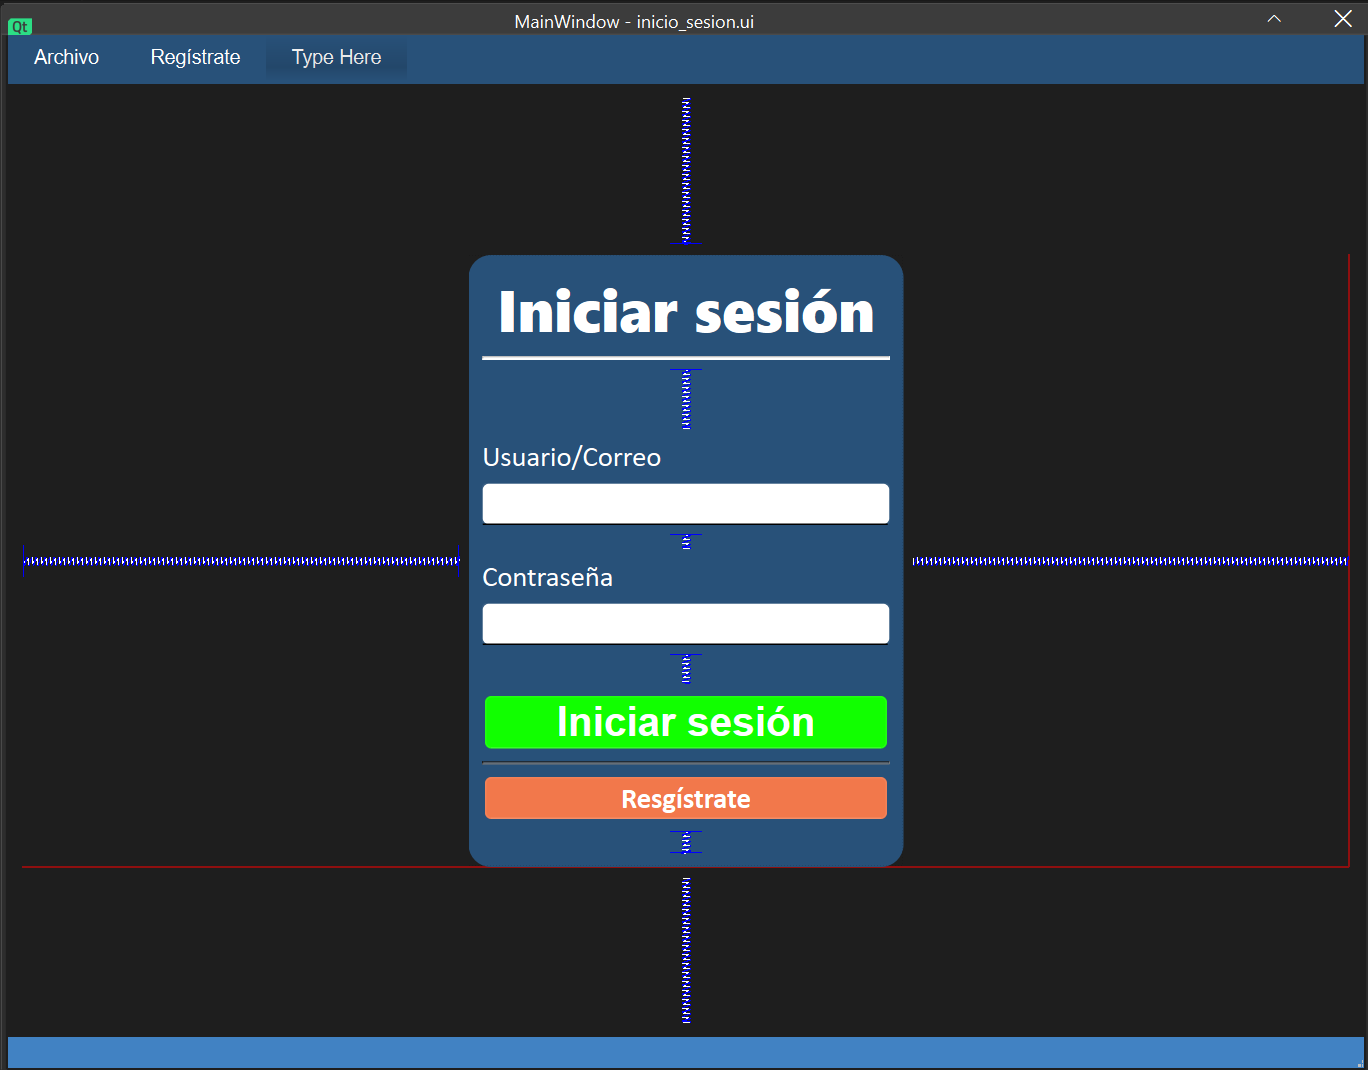 Qt MainWindow - inicio_sesion.ui
Archivo Regístrate Type Here
Iniciar sesión
Usuario/Correo
Contraseña
Iniciar sesión
Resgístrate